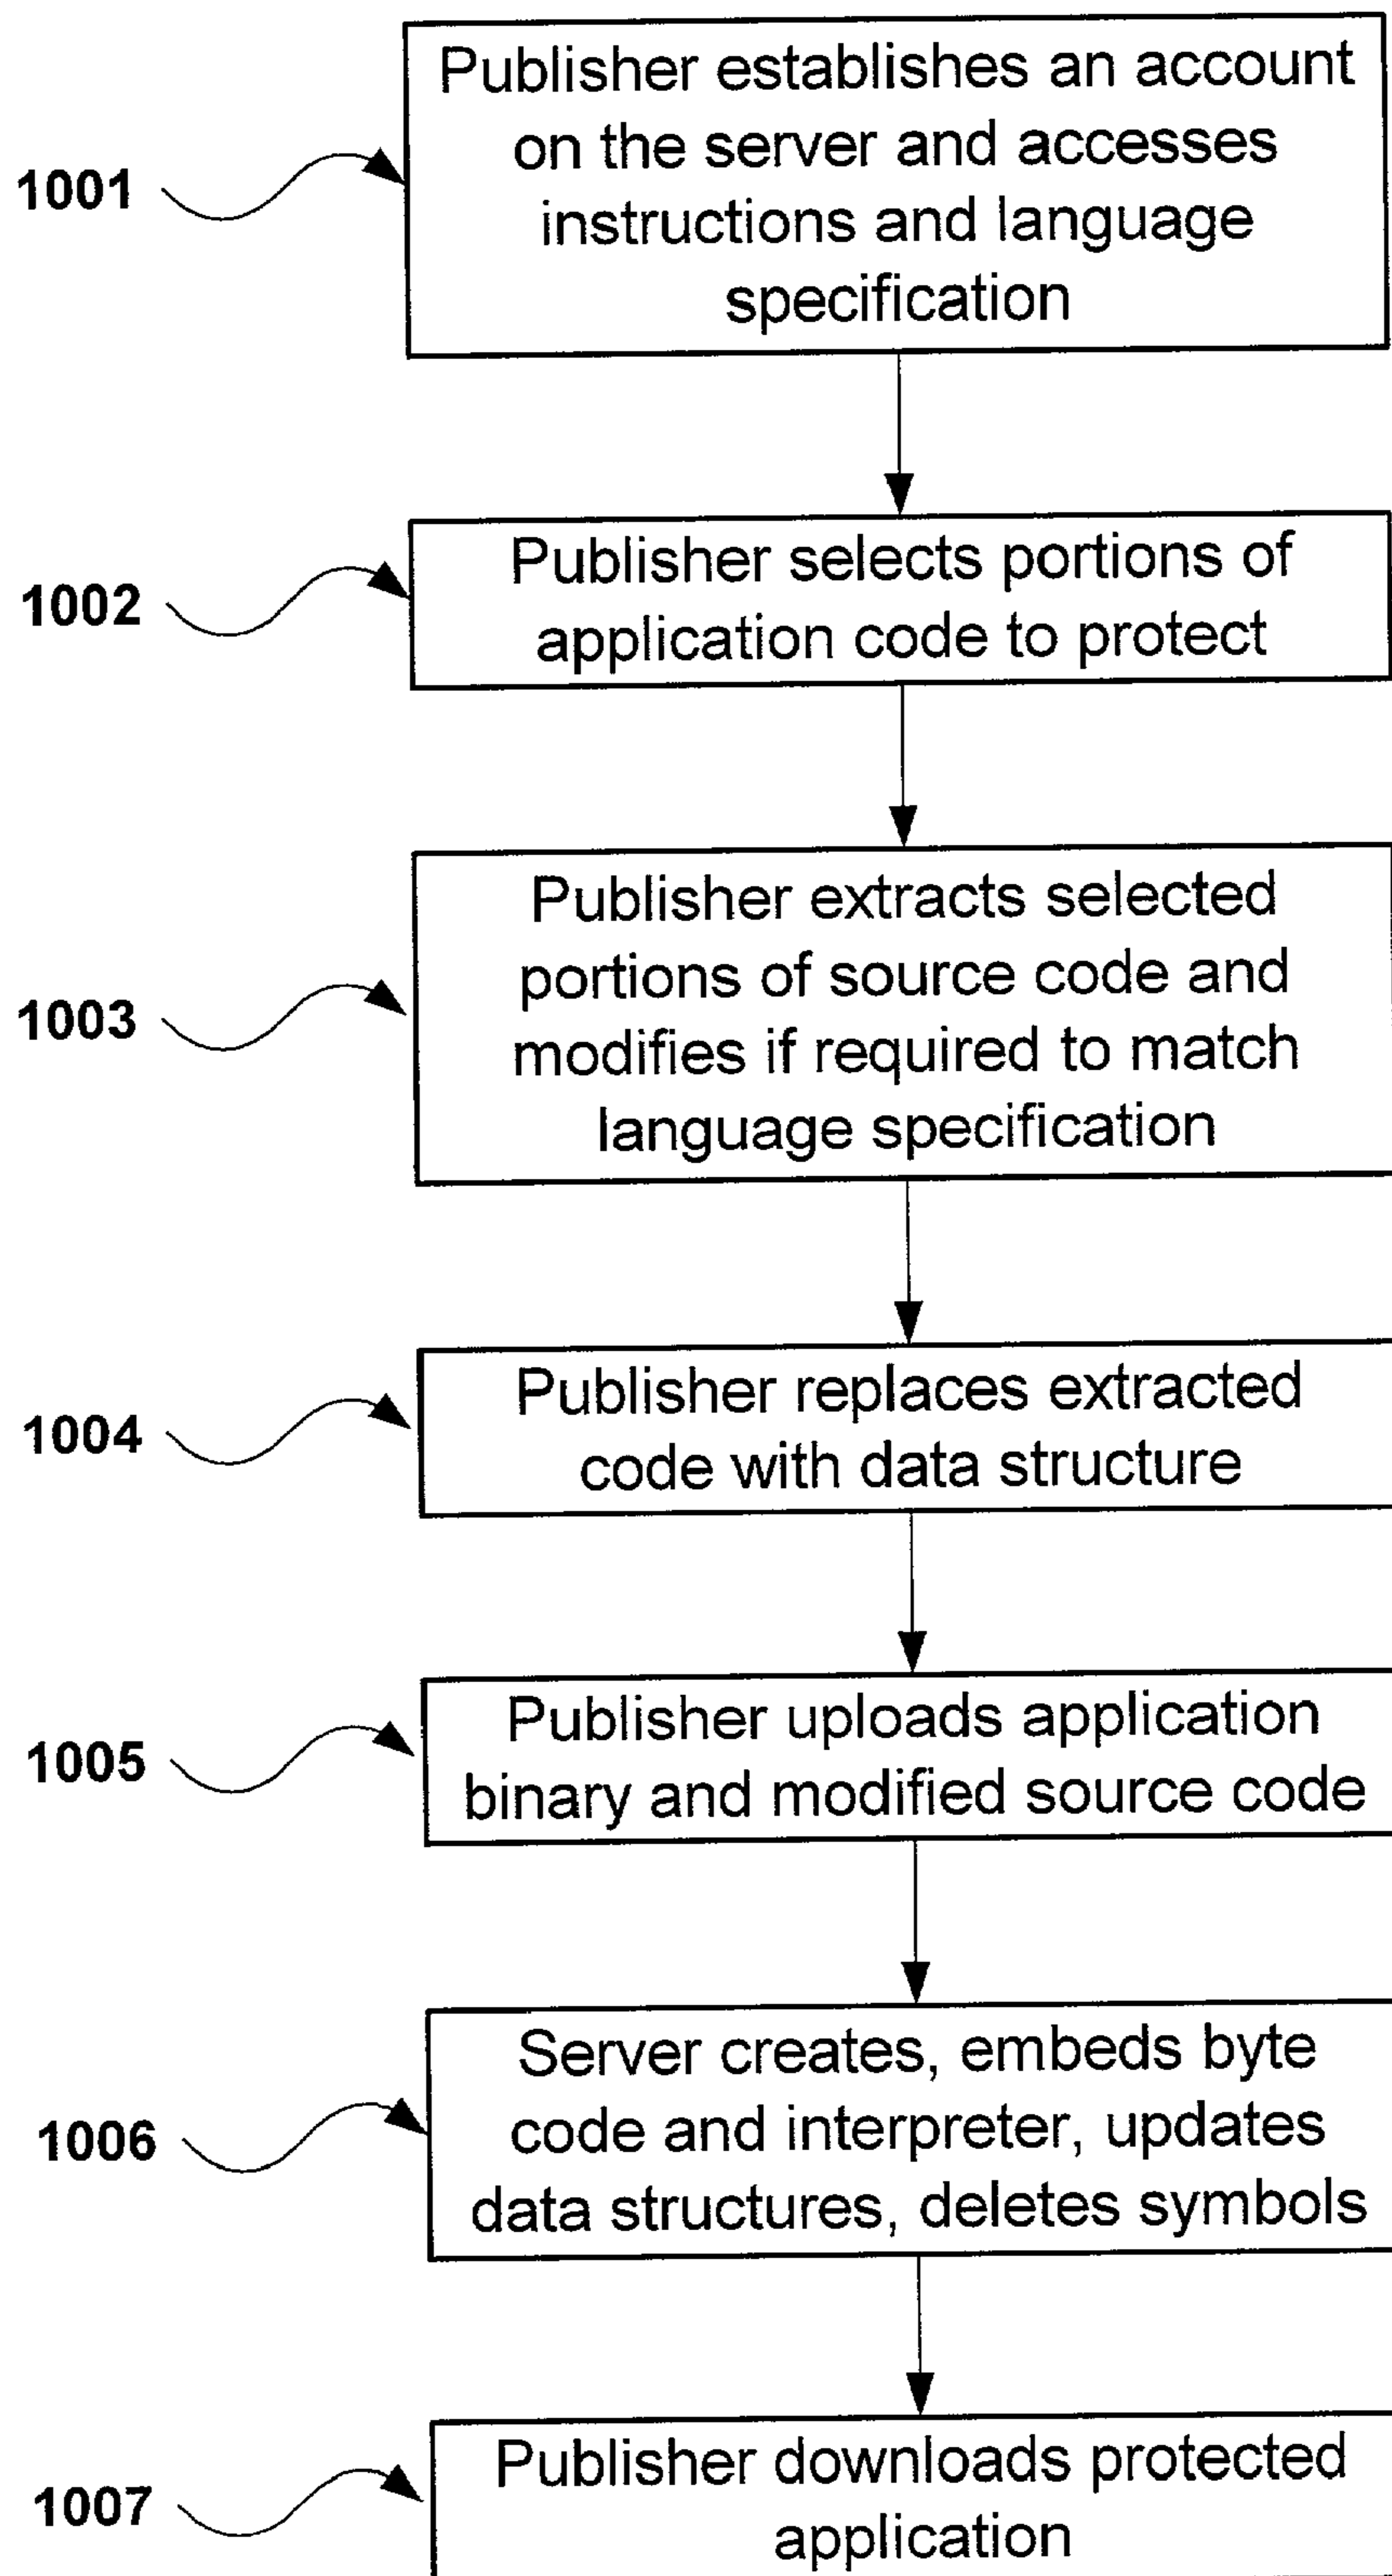 Publisher establishes an account
on the server and accesses
instructions and language
specification
1001
Publisher selects portions of
application code to protect
1002
Publisher extracts selected
portions of source code and
modifies if required to match
language specification
1003
Publisher replaces extracted
code with data structure
1004
Publisher uploads application
binary and modified source code
1005
Server creates, embeds byte
code and interpreter, updates
data structures, deletes symbols
1006
Publisher downloads protected
application
1007